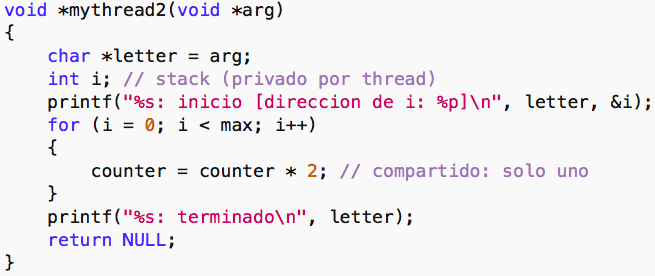 void *mythread2(void *arg)
{
    char *letter = arg;
    int i; // stack (privado por thread)
    printf("%s: inicio [direccion de i: %p]\n", letter, &i);
    for (i = 0; i < max; i++)
    {
        counter = counter * 2; // compartido: solo uno
    }
    printf("%s: terminado\n", letter);
    return NULL;
}